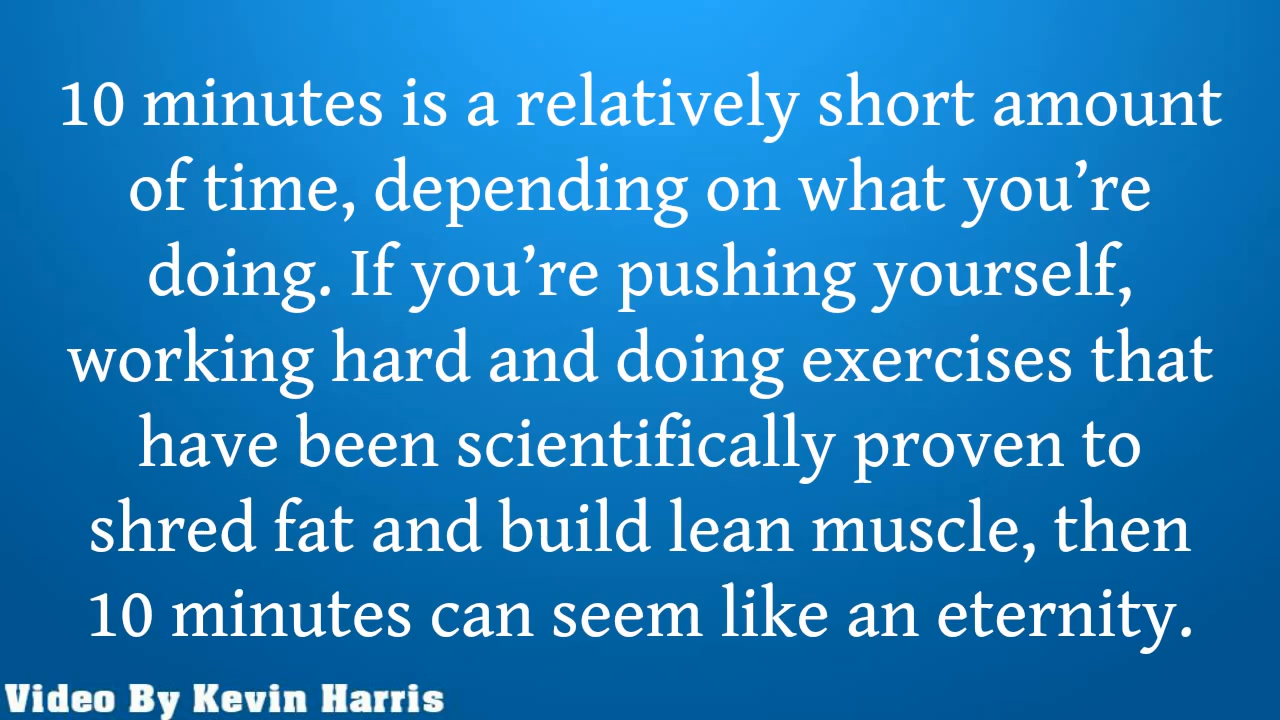 10 minutes is a relatively short amount
of time, depending on what you’re
doing. If you’re pushing yourself,
working hard and doing exercises that
have been scientifically proven to
shred fat and build lean muscle, then
10 minutes can seem like an eternity.
Video By Kevin Harris